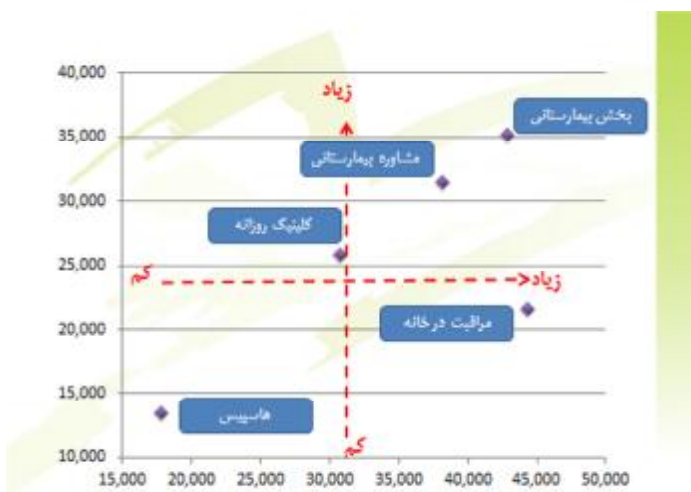 40,000
زیاد
بخش بیمارستانی
35,000
مشاوره بیمارستانی
30,000
کلینیک روزانه
25,000
کم
زیاد
20,000
مراقبت در خانه
15,000
هاسپیس
کم
10,000
15,000 20,000 25,000 30,000 35,000 40,000 45,000 50,000